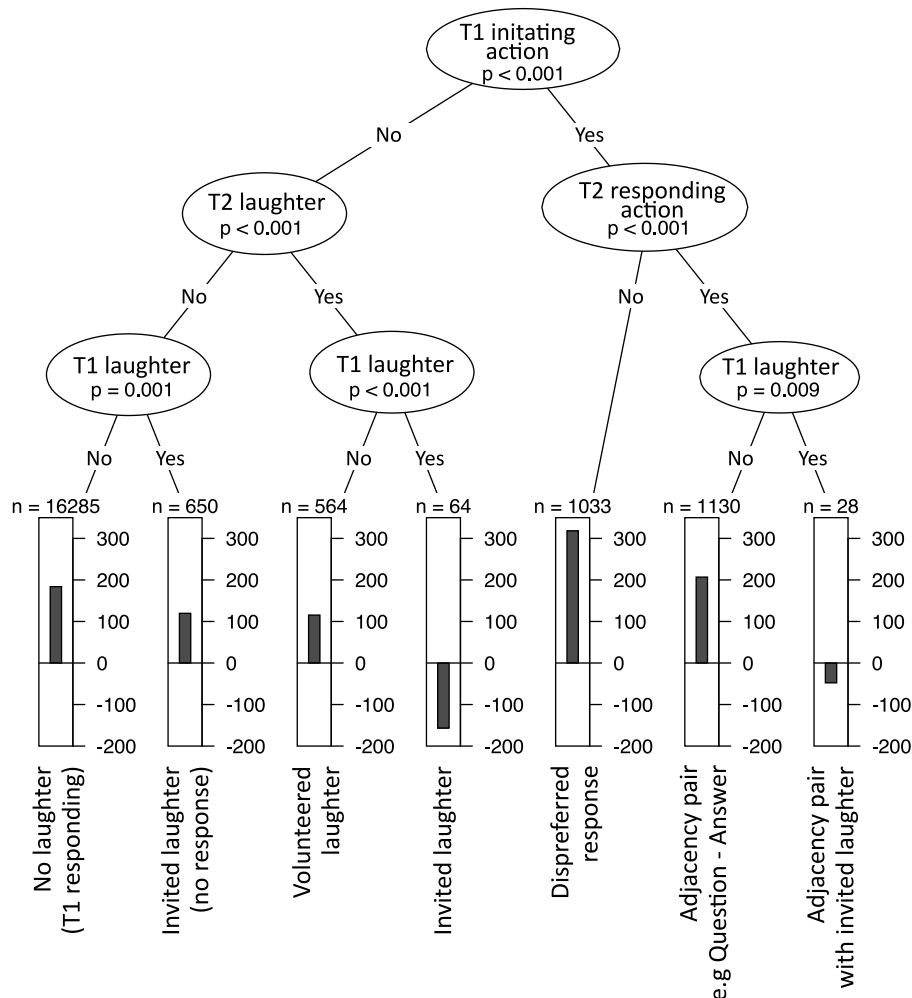 T1 initating
action
p < 0.001
No
Yes
T2 laughter
p < 0.001
T2 responding
action
p < 0.001
No
Yes
No
Yes
T1 laughter
p = 0.001
T1 laughter
p < 0.001
T1 laughter
p = 0.009
No
Yes
No
Yes
No
Yes
n = 16285
n = 650
n = 564
n = 64
n = 1033
n = 1130
n = 28
300
200
100
0
-100
-200
300
200
100
0
-100
-200
300
200
100
0
-100
-200
300
200
100
0
-100
-200
300
200
100
0
-100
-200
300
200
100
0
-100
-200
300
200
100
0
-100
-200
No laughter
(T1 responding)
Invited laughter
(no response)
Volunteered
laughter
Invited laughter
Dispreferred
response
Adjacency pair
e.g Question - Answer
Adjacency pair
with invited laughter